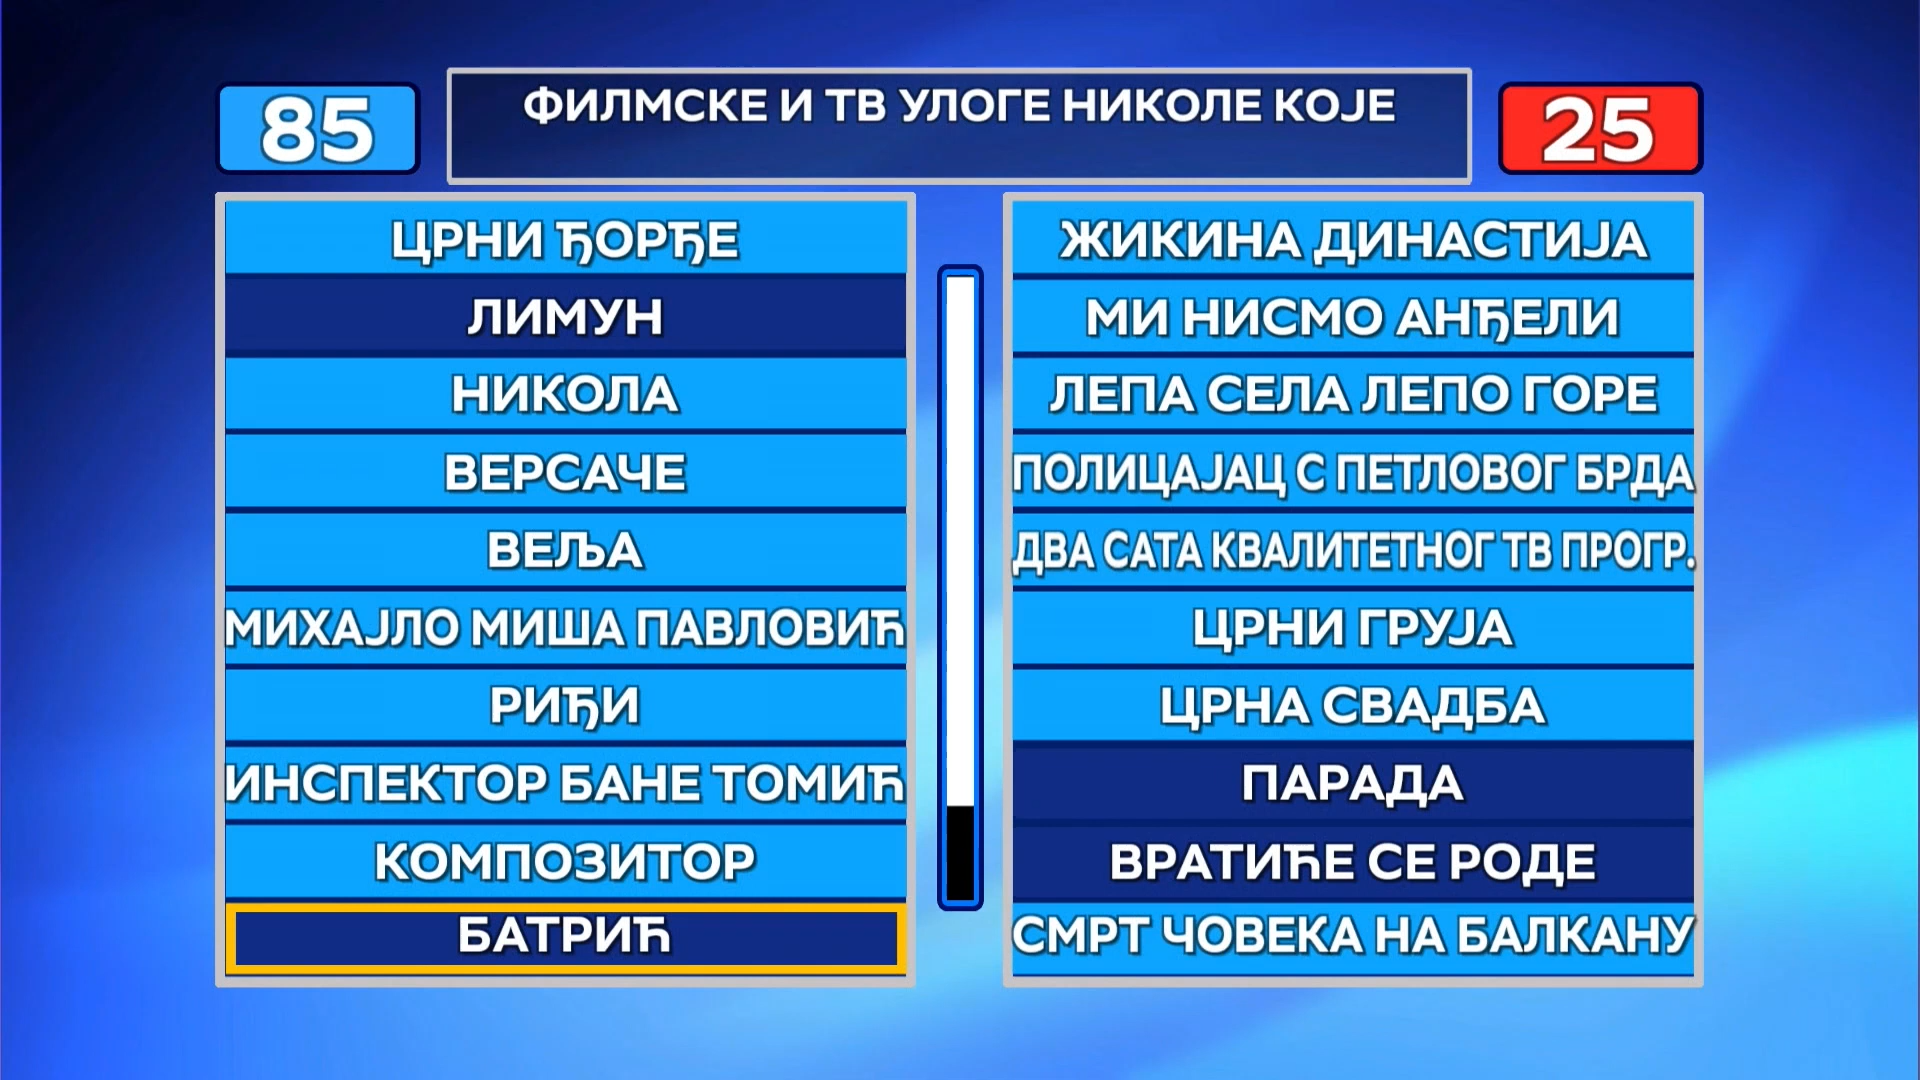 85
ФИЛМСКЕ И ТВ УЛОГЕ НИКОЛЕ КОЈЕ
25
ЦРНИ ЂОРЂЕ
ЛИМУН
НИКОЛА
ВЕРСАЧЕ
ВЕЉА
МИХАЈЛО МИША ПАВЛОВИЋ
РИЂИ
ИНСПЕКТОР БАНЕ ТОМИЋ
КОМПОЗИТОР
БАТРИЋ
ЖИКИНА ДИНАСТИЈА
МИ НИСМО АНЂЕЛИ
ЛЕПА СЕЛА ЛЕПО ГОРЕ
ПОЛИЦАЈАЦ С ПЕТЛОВОГ БРДА
ДВА САТА КВАЛИТЕТНОГ ТВ ПРОГР.
ЦРНИ ГРУЈА
ЦРНА СВАДБА
ПАРАДА
ВРАТИЋЕ СЕ РОДЕ
СМРТ ЧОВЕКА НА БАЛКАНУ